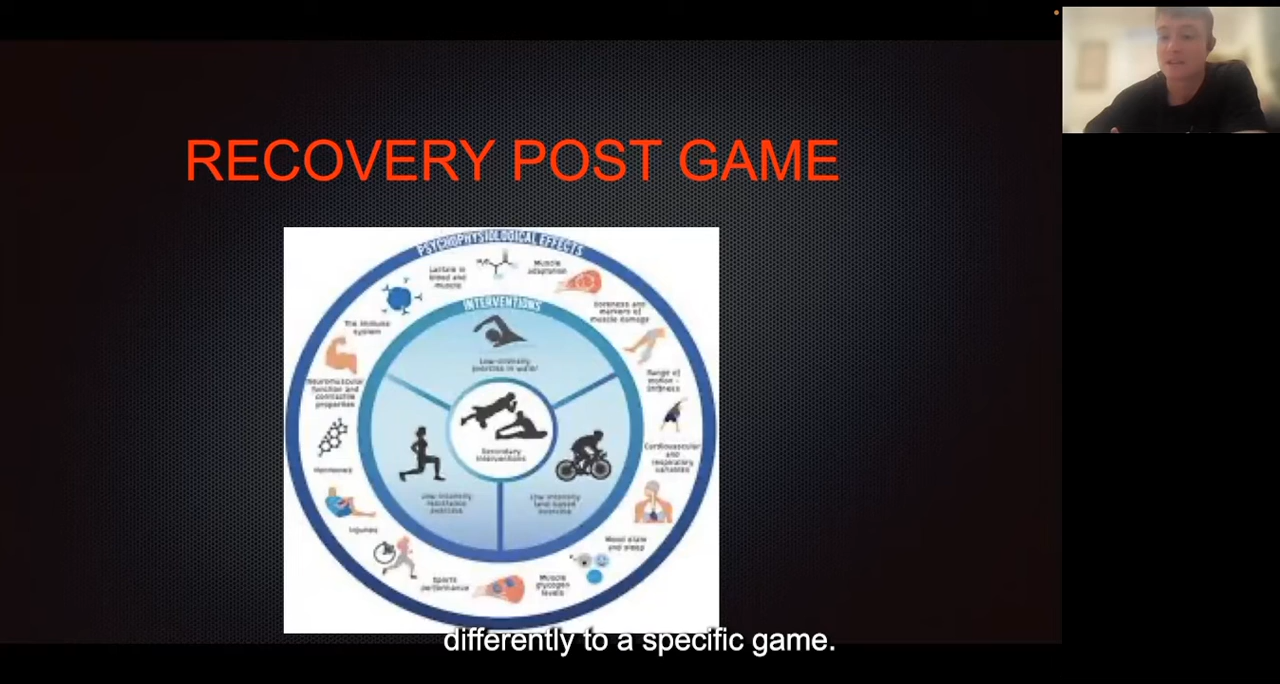 RECOVERY POST GAME
PSYCHOPHYSIOLOGICAL EFFECTS
Lactate in
blood and
muscle
Muscle
adaptation
Soreness and
markers of
muscle damage
The immune
system
INTERVENTIONS
Low-intensity
exercise in water
Range of
motion -
stiffness
Neuromuscular
function and
contractile
properties
Cardiovascular
and
respiratory
variables
Secondary
interventions
Hormones
Low-intensity
resistance
exercise
Low-intensity
land-based
exercise
Injuries
Mood state
and sleep
Sports
performance
Muscle
glycogen
levels
differently to a specific game.